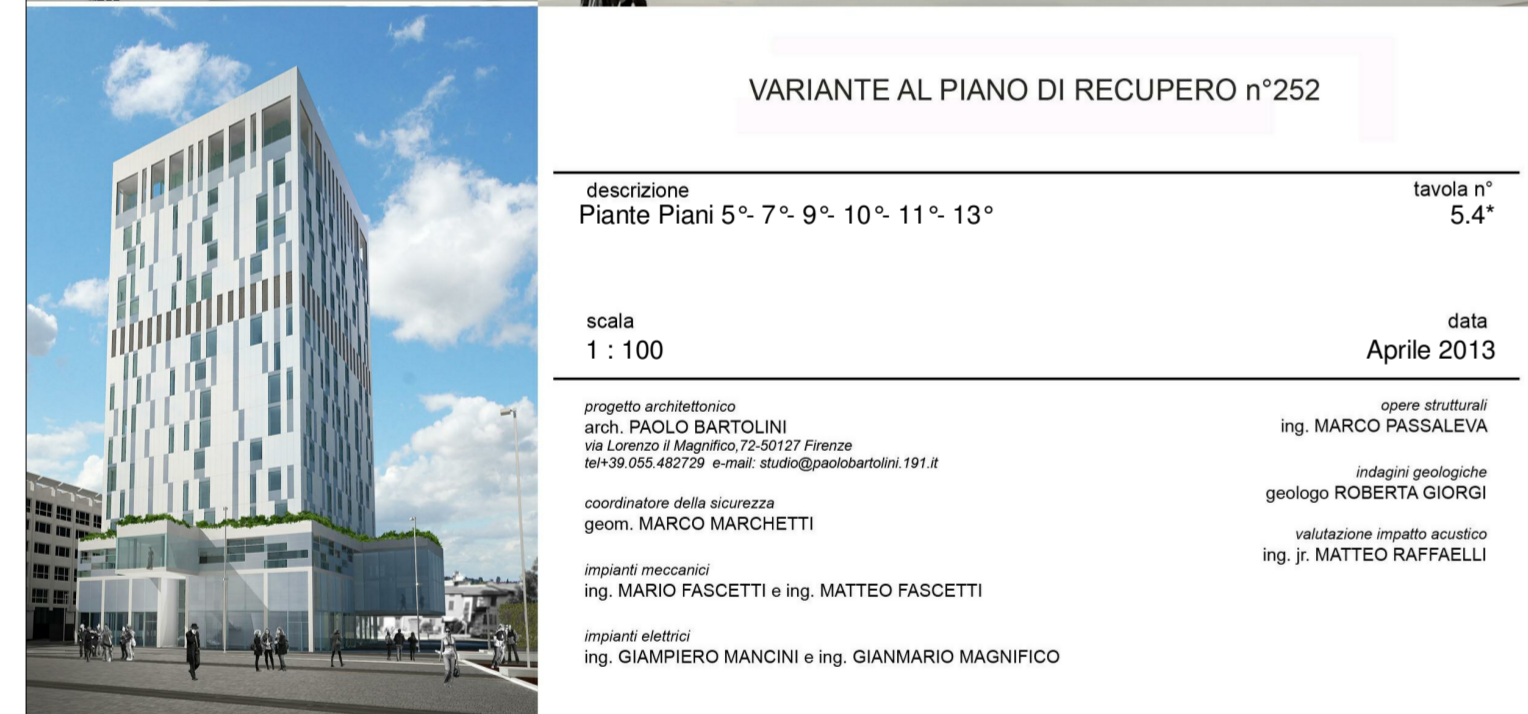 VARIANTE AL PIANO DI RECUPERO n°252
descrizione
Piante Piani 5°- 7°- 9°- 10°- 11°- 13°
tavola n°
5.4*
scala
1 : 100
data
Aprile 2013
progetto architettonico
arch. PAOLO BARTOLINI
via Lorenzo il Magnifico,72-50127 Firenze
tel+39.055.482729 e-mail: studio@paolobartolini.191.it
coordinatore della sicurezza
geom. MARCO MARCHETTI
impianti meccanici
ing. MARIO FASCETTI e ing. MATTEO FASCETTI
impianti elettrici
ing. GIAMPIERO MANCINI e ing. GIANMARIO MAGNIFICO
opere strutturali
ing. MARCO PASSALEVA
indagini geologiche
geologo ROBERTA GIORGI
valutazione impatto acustico
ing. jr. MATTEO RAFFAELLI